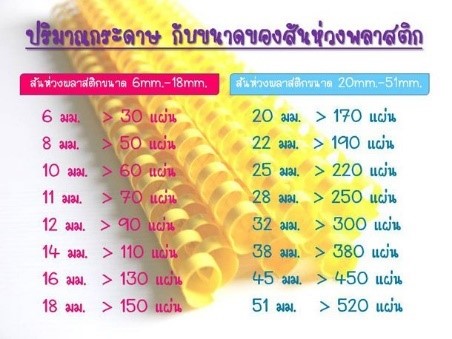 ปริมาณกระดาษ กับขนาดของสันห่วงพลาสติก
สันห่วงพลาสติกขนาด 6mm.-18mm.
6 มม. > 30 แผ่น
8 มม. > 50 แผ่น
10 มม. > 60 แผ่น
11 มม. > 70 แผ่น
12 มม. > 90 แผ่น
14 มม. > 110 แผ่น
16 มม. > 130 แผ่น
18 มม. > 150 แผ่น
สันห่วงพลาสติกขนาด 20mm.-51mm.
20 มม. > 170 แผ่น
22 มม. > 190 แผ่น
25 มม. > 220 แผ่น
28 มม. > 250 แผ่น
32 มม. > 300 แผ่น
38 มม. > 380 แผ่น
45 มม. > 450 แผ่น
51 มม. > 520 แผ่น